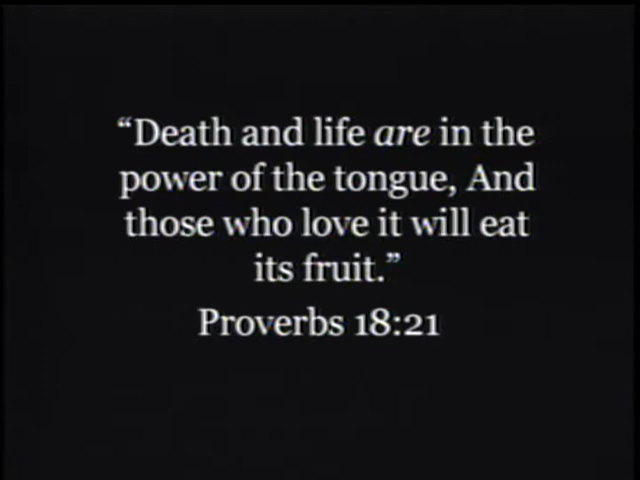 “Death and life are in the
power of the tongue, And
those who love it will eat
its fruit.”
Proverbs 18:21